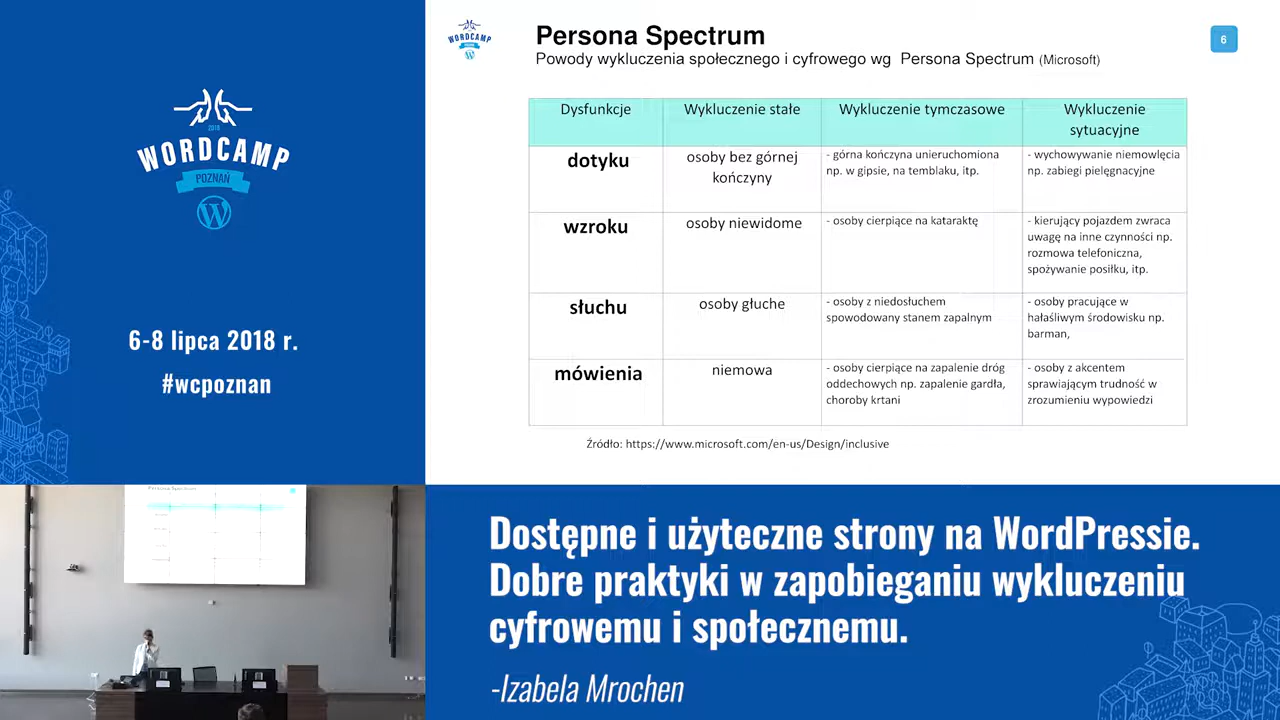 2018
WORDCAMP
POZNAŃ
W
6-8 lipca 2018 r.
#wcpoznan
WORDCAMP
Persona Spectrum
6
Powody wykluczenia społecznego i cyfrowego wg Persona Spectrum (Microsoft)
Dysfunkcje
Wykluczenie stałe
Wykluczenie tymczasowe
Wykluczenie
sytuacyjne
dotyku
osoby bez górnej
kończyny
- górna kończyna unieruchomiona
np. w gipsie, na temblaku, itp.
- wychowywanie niemowlęcia
np. zabiegi pielęgnacyjne
wzroku
osoby niewidome
- osoby cierpiące na kataraktę
- kierujący pojazdem zwraca
uwagę na inne czynności np.
rozmowa telefoniczna,
spożywanie posiłku, itp.
słuchu
osoby głuche
- osoby z niedosłuchem
spowodowany stanem zapalnym
- osoby pracujące w
hałaśliwym środowisku np.
barman,
mówienia
niemowa
- osoby cierpiące na zapalenie dróg
oddechowych np. zapalenie gardła,
choroby krtani
- osoby z akcentem
sprawiającym trudność w
zrozumieniu wypowiedzi
Źródło: https://www.microsoft.com/en-us/Design/inclusive
Persona Spectrum
Dostępne i użyteczne strony na WordPressie.
Dobre praktyki w zapobieganiu wykluczeniu
cyfrowemu i społecznemu.
-Izabela Mrochen